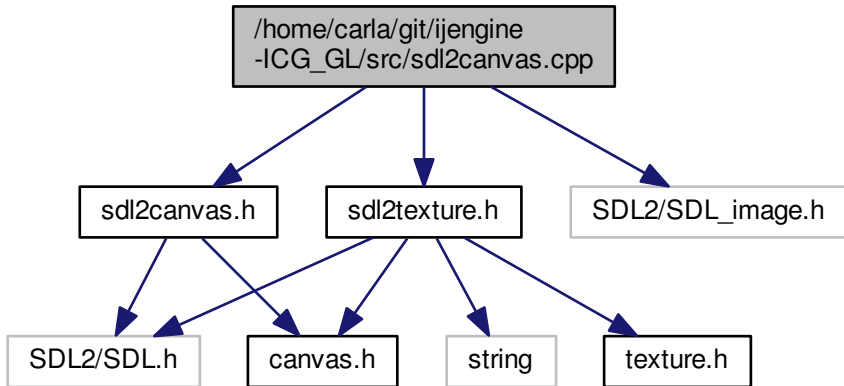 /home/carla/git/ijengine
-ICG_GL/src/sdl2canvas.cpp
sdl2canvas.h
sdl2texture.h
SDL2/SDL_image.h
SDL2/SDL.h
canvas.h
string
texture.h